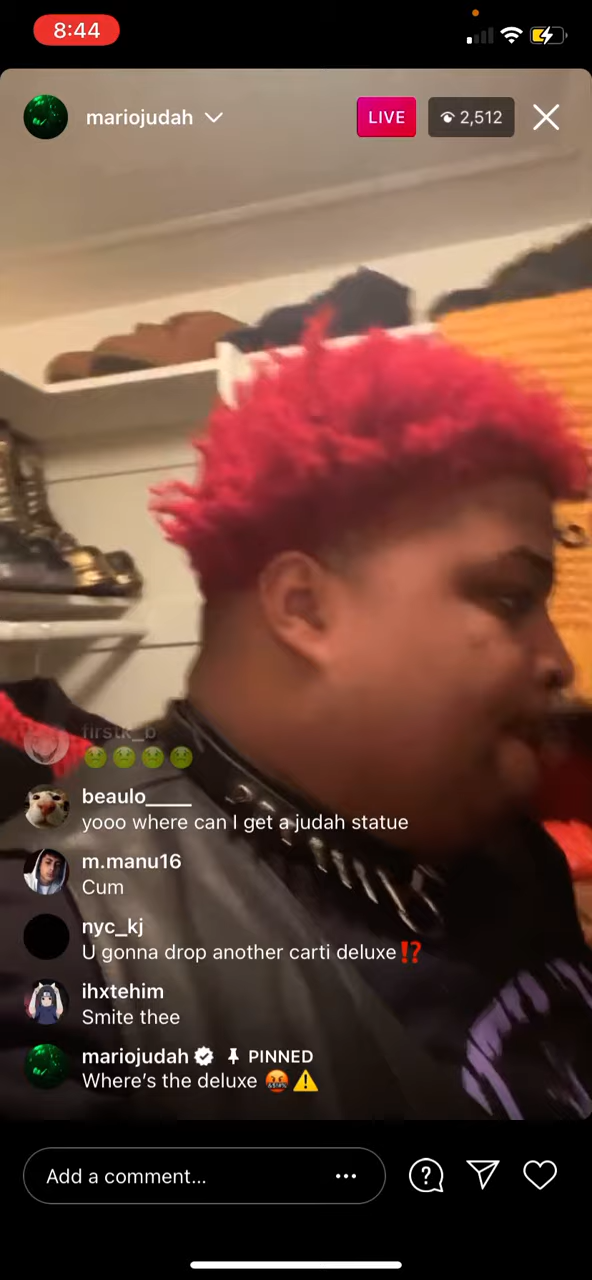 8:44
mariojudah
LIVE
2,512
firstk_b
🤢🤢🤢🤢
beaulo_____
yooo where can I get a judah statue
m.manu16
Cum
nyc_kj
U gonna drop another carti deluxe⁉️
ihxtehim
Smite thee
mariojudah PINNED
Where's the deluxe 🤬⚠️
Add a comment...